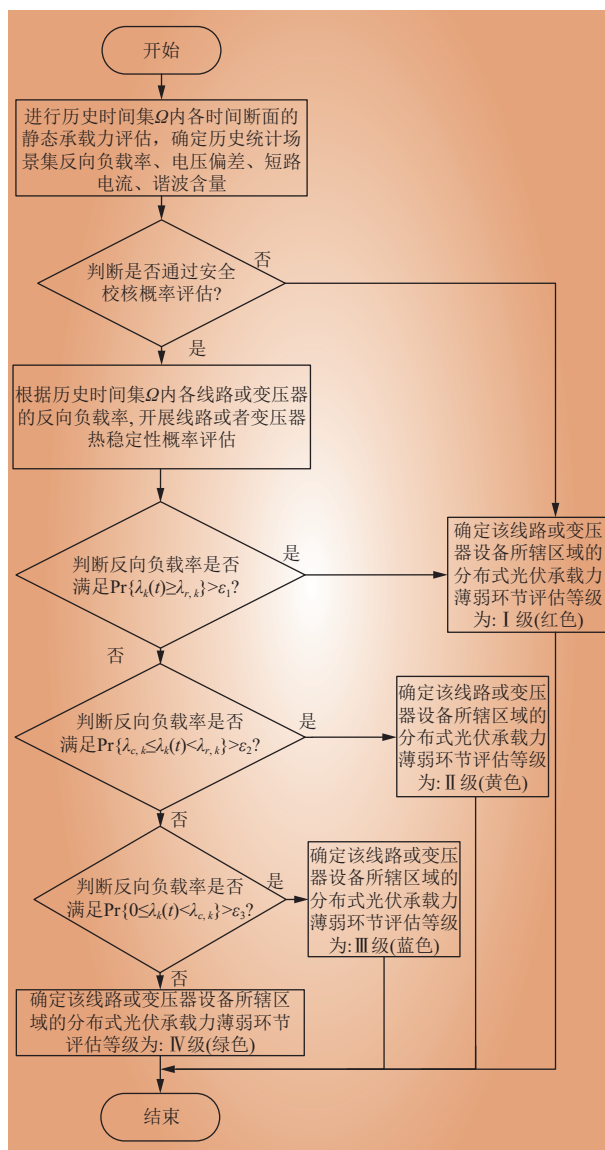 开始
进行历史时间集Ω内各时间断面的
静态承载力评估，确定历史统计场
景集反向负载率、电压偏差、短路
电流、谐波含量
判断是否通过安全
校核概率评估?
否
是
根据历史时间集Ω内各线路或变压器
的反向负载率, 开展线路或者变压器
热稳定性概率评估
判断反向负载率是否
满足Pr{λk(t)≥λr, k}>ε1?
是
确定该线路或变压
器设备所辖区域的
分布式光伏承载力
薄弱环节评估等级
为: Ⅰ级(红色)
否
判断反向负载率是否
满足Pr{λc, k≤λk(t)<λr, k}>ε2?
是
确定该线路或变压
器设备所辖区域的
分布式光伏承载力
薄弱环节评估等级
为: Ⅱ级(黄色)
否
判断反向负载率是否
满足Pr{0≤λk(t)<λc, k}>ε3?
是
确定该线路或变压
器设备所辖区域的
分布式光伏承载力
薄弱环节评估等级
为: Ⅲ级(蓝色)
否
确定该线路或变压器设备所辖区
域的分布式光伏承载力薄弱环节
评估等级为: Ⅳ级(绿色)
结束